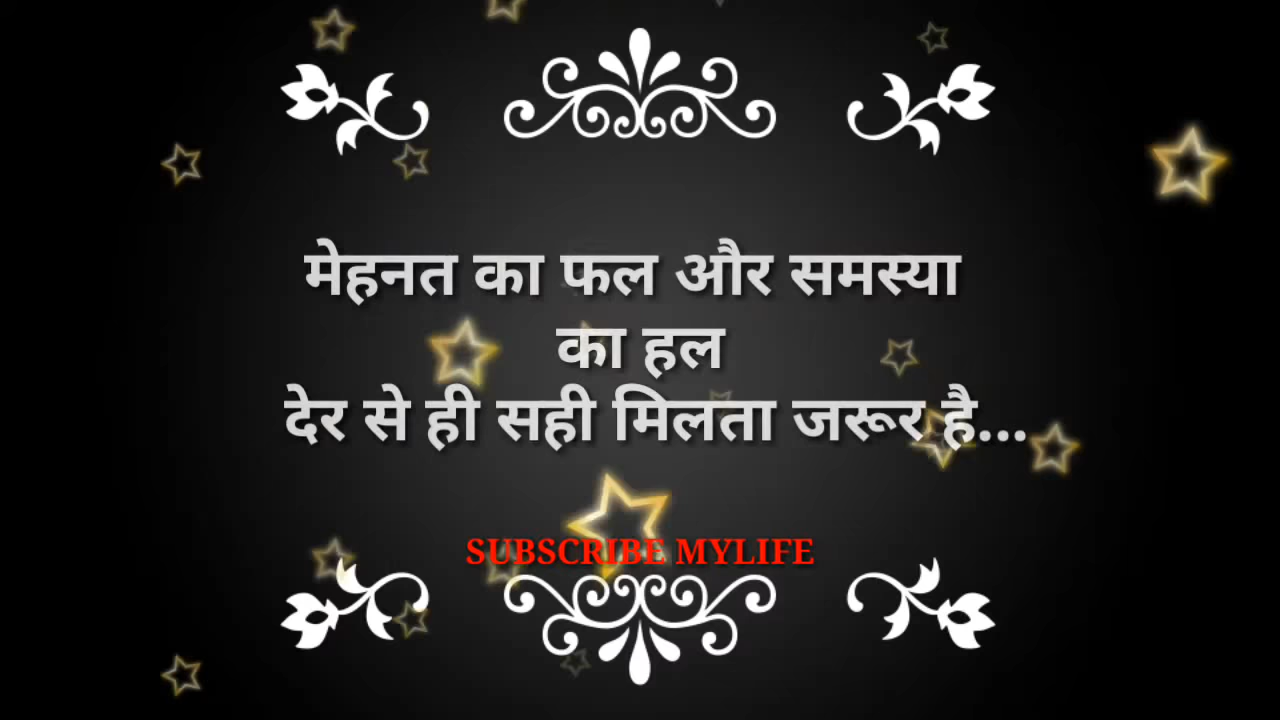 मेहनत का फल और समस्या
का हल
देर से ही सही मिलता जरूर है...
SUBSCRIBE MYLIFE